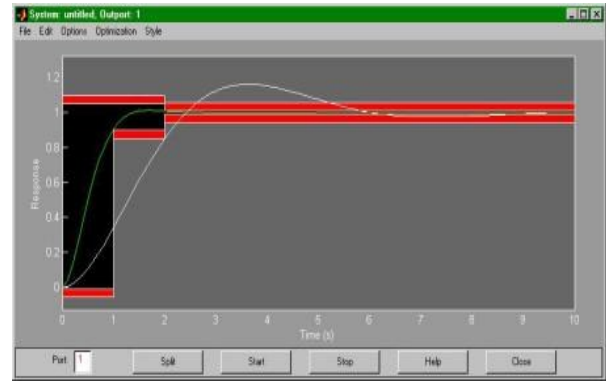 System: untitled, Outport: 1
File Edit Options Optimization Style
1.2
1
0.8
0.6
0.4
0.2
0
Response
0 1 2 3 4 5 6 7 8 9 10
Time (s)
Port 1 Split Start Stop Help Close